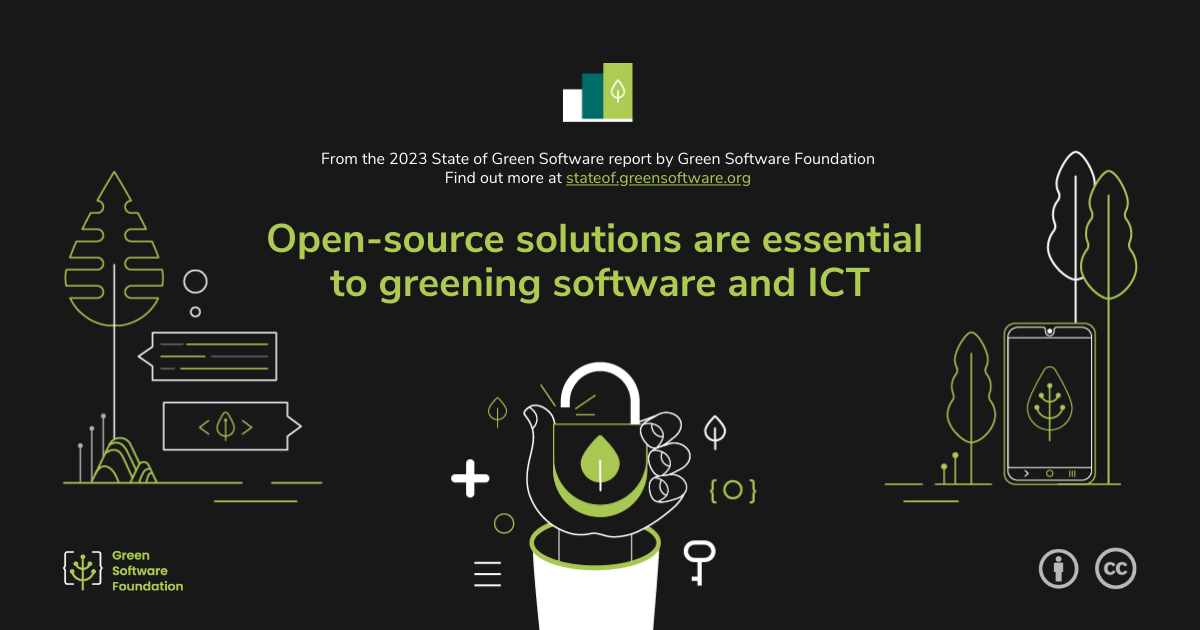 From the 2023 State of Green Software report by Green Software Foundation
Find out more at stateof.greensoftware.org
Open-source solutions are essential
to greening software and ICT
< >
{ }
Green
Software
Foundation
cc